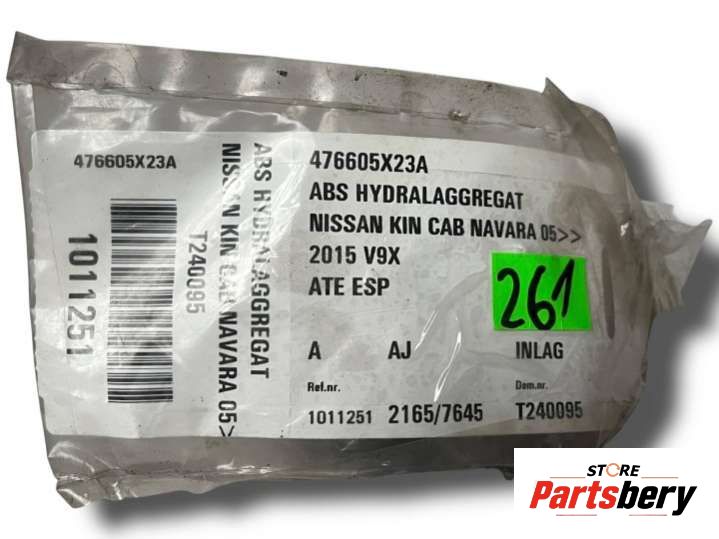 476605X23A
1011251
T240095
NISSAN KIN CAB NAVARA 05>
ABS HYDRALAGGREGAT
476605X23A
ABS HYDRALAGGREGAT
NISSAN KIN CAB NAVARA 05>>
2015 V9X
ATE ESP
261
A AJ INLAG
Ref.nr. Dem.nr.
1011251 2165/7645 T240095
STORE
Partsbery